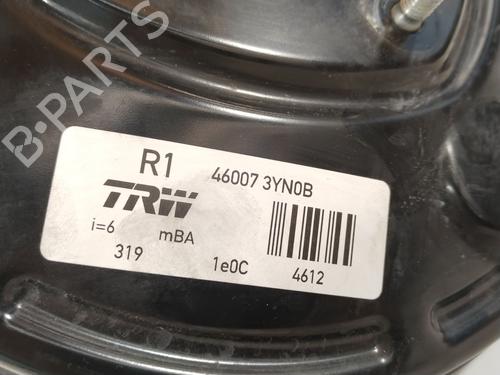 B-PARTS
R1 46007 3YN0B
TRW
i=6 mBA
319 1e0C 4612